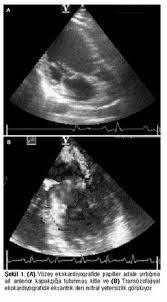 A
V
B
V
Şekil 1. (A) Yüzey ekokardiyografide papiller adale yırtığına
ait anterior kapakçığa tutunmuş kitle ve (B) Transözofajiyal
ekokardiyografide eksantrik ileri mitral yetersizlik görülüyor.